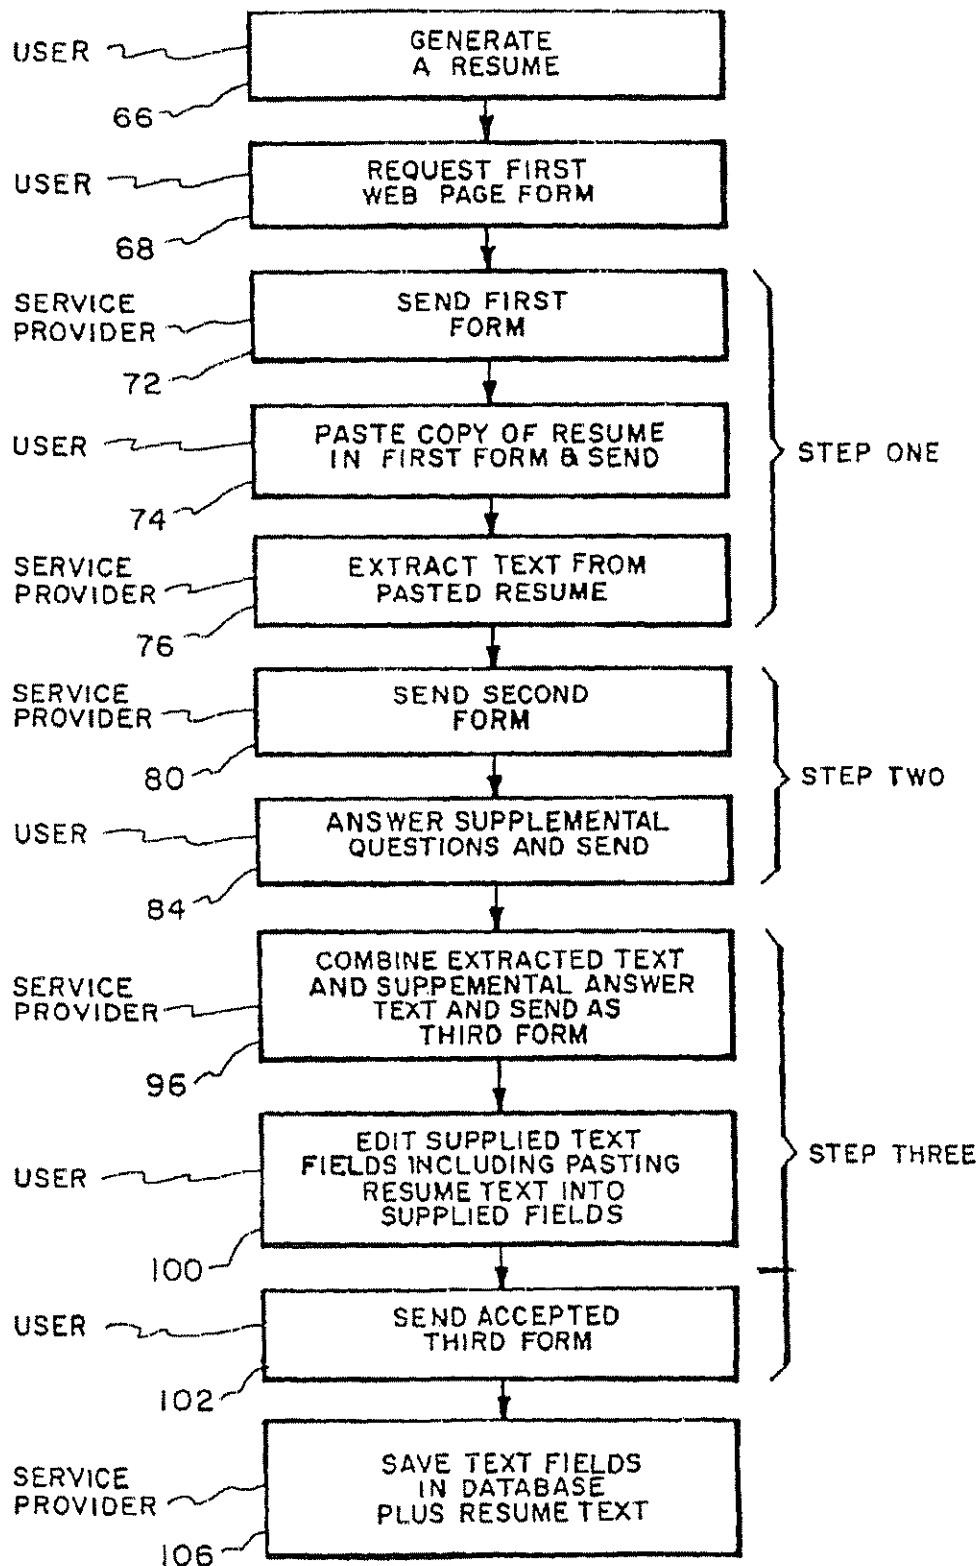 USER
GENERATE
A RESUME
66
USER
REQUEST FIRST
WEB PAGE FORM
68
SERVICE
PROVIDER
SEND FIRST
FORM
72
USER
PASTE COPY OF RESUME
IN FIRST FORM & SEND
74
STEP ONE
SERVICE
PROVIDER
EXTRACT TEXT FROM
PASTED RESUME
76
SERVICE
PROVIDER
SEND SECOND
FORM
80
STEP TWO
USER
ANSWER SUPPLEMENTAL
QUESTIONS AND SEND
84
SERVICE
PROVIDER
COMBINE EXTRACTED TEXT
AND SUPPEMENTAL ANSWER
TEXT AND SEND AS
THIRD FORM
96
STEP THREE
USER
EDIT SUPPLIED TEXT
FIELDS INCLUDING PASTING
RESUME TEXT INTO
SUPPLIED FIELDS
100
USER
SEND ACCEPTED
THIRD FORM
102
SERVICE
PROVIDER
SAVE TEXT FIELDS
IN DATABASE
PLUS RESUME TEXT
106